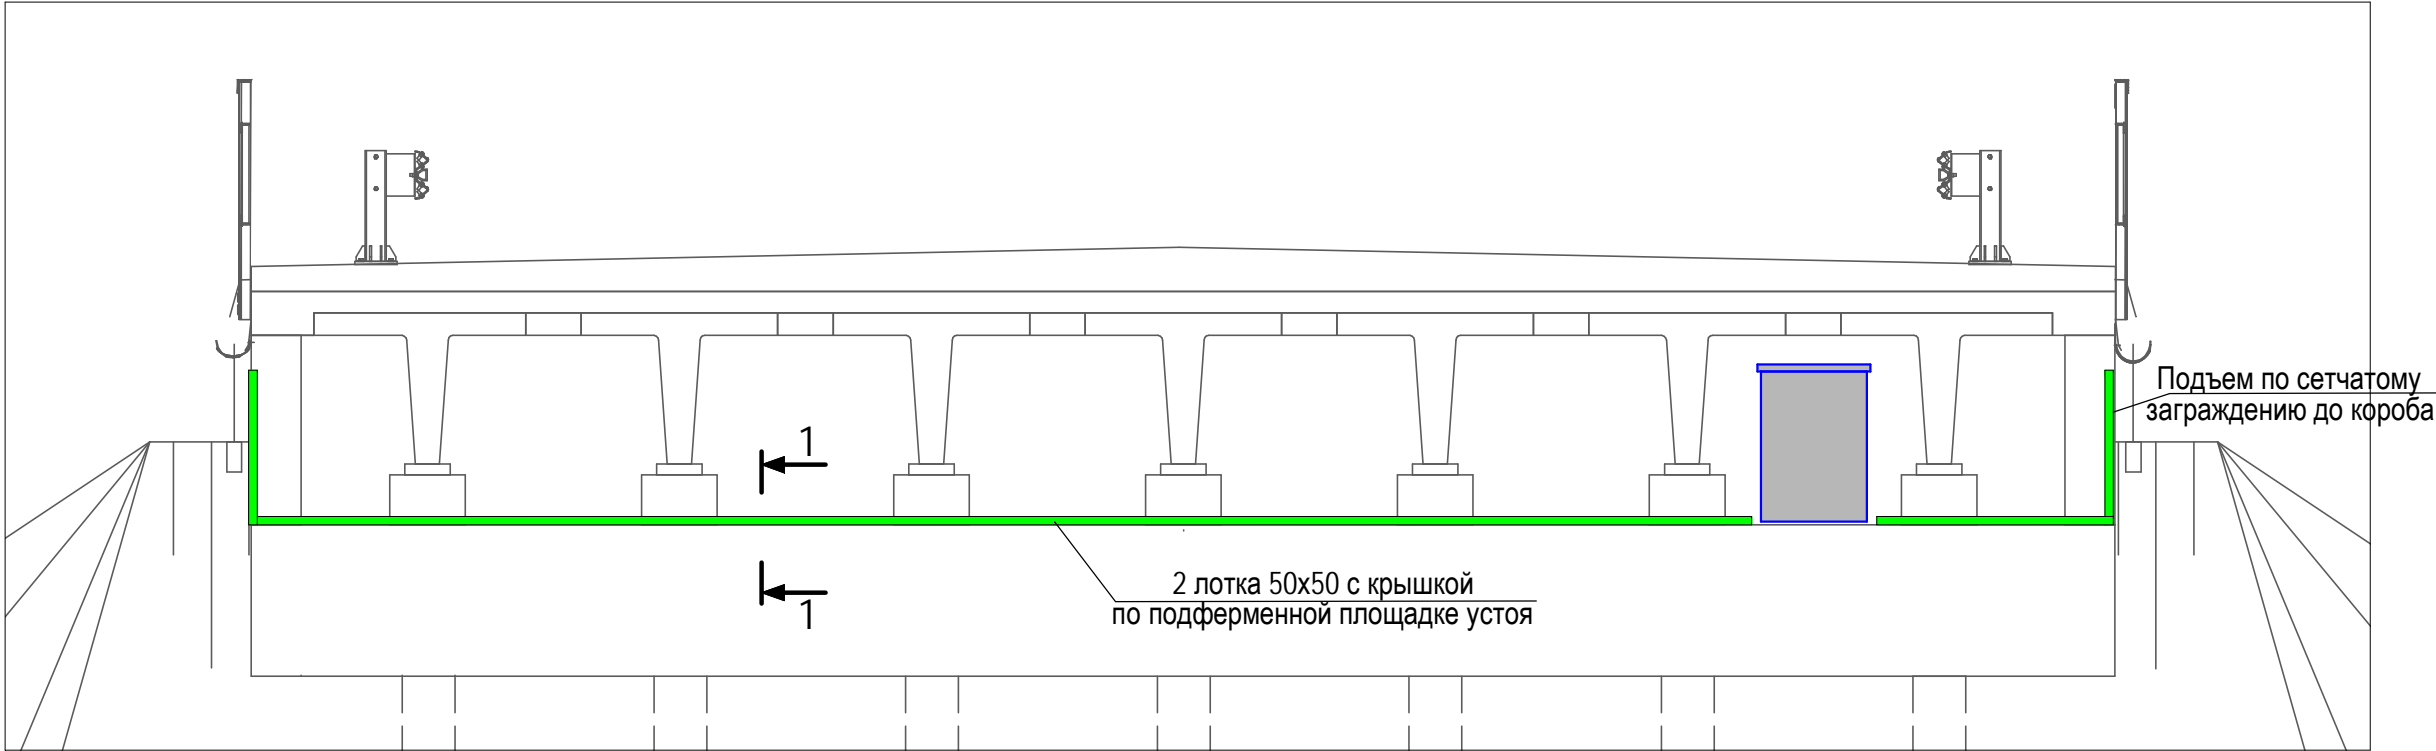 Подъем по сетчатому
заграждению до короба
1
1
2 лотка 50х50 с крышкой
по подферменной площадке устоя